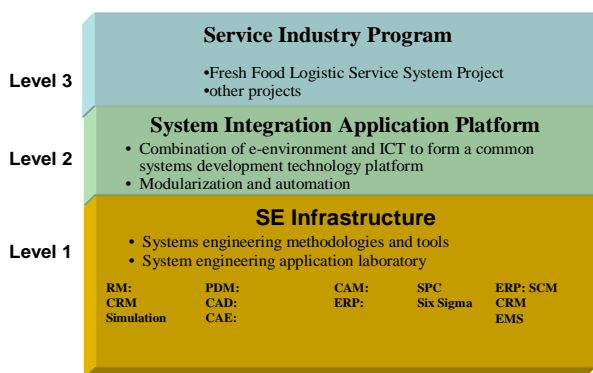 Service Industry Program
Level 3
•Fresh Food Logistic Service System Project
•other projects
System Integration Application Platform
Level 2
• Combination of e-environment and ICT to form a common
systems development technology platform
• Modularization and automation
SE Infrastructure
Level 1
• Systems engineering methodologies and tools
• System engineering application laboratory
RM: PDM: CAM: SPC ERP: SCM
CRM CAD: ERP: Six Sigma CRM
Simulation CAE: EMS